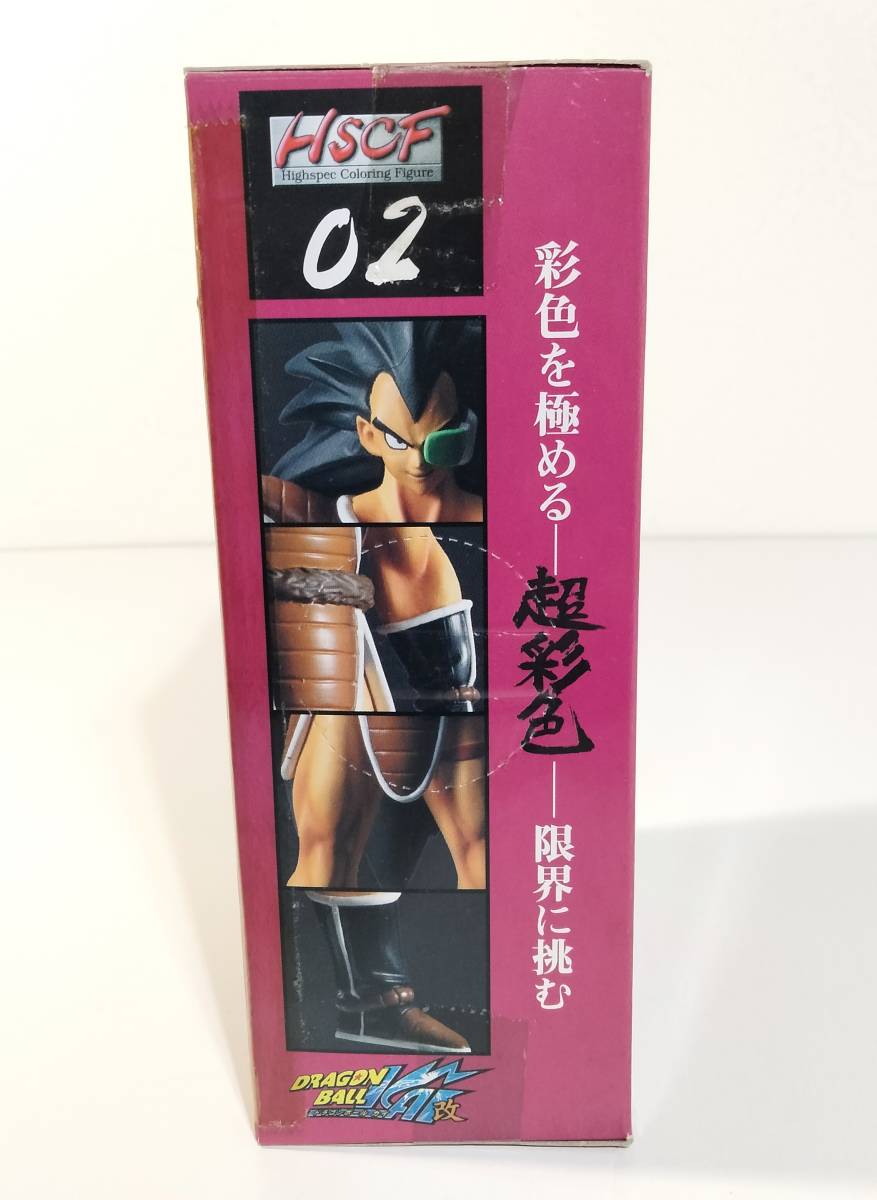 HSCF
Highspec Coloring Figure
02
彩色を極める―超彩色―限界に挑む
DRAGON
BALL
KAI
改